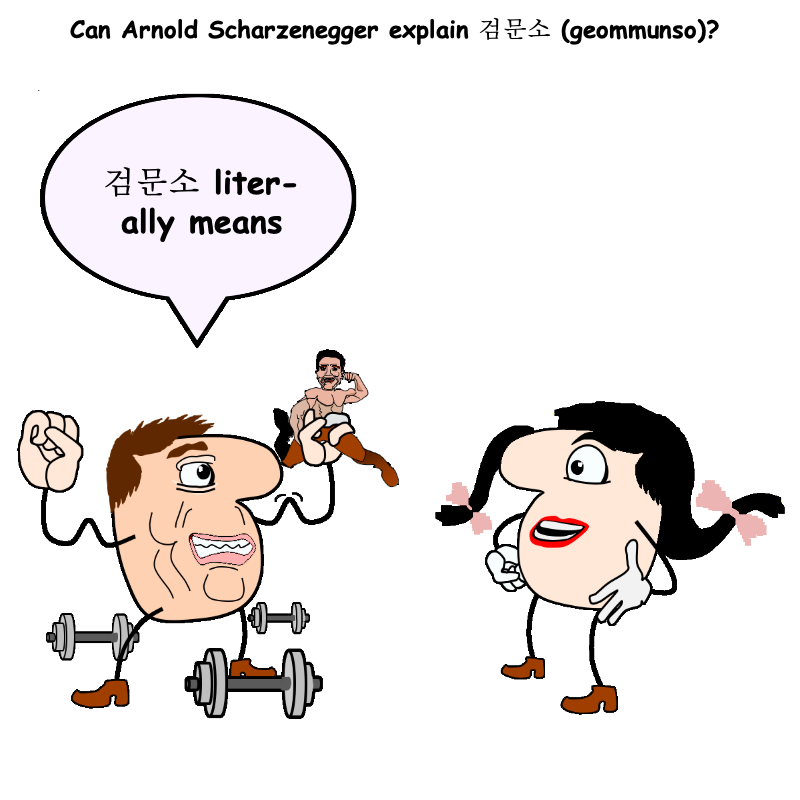 Can Arnold Scharzenegger explain 검문소 (geommunso)?
검문소 liter-
ally means